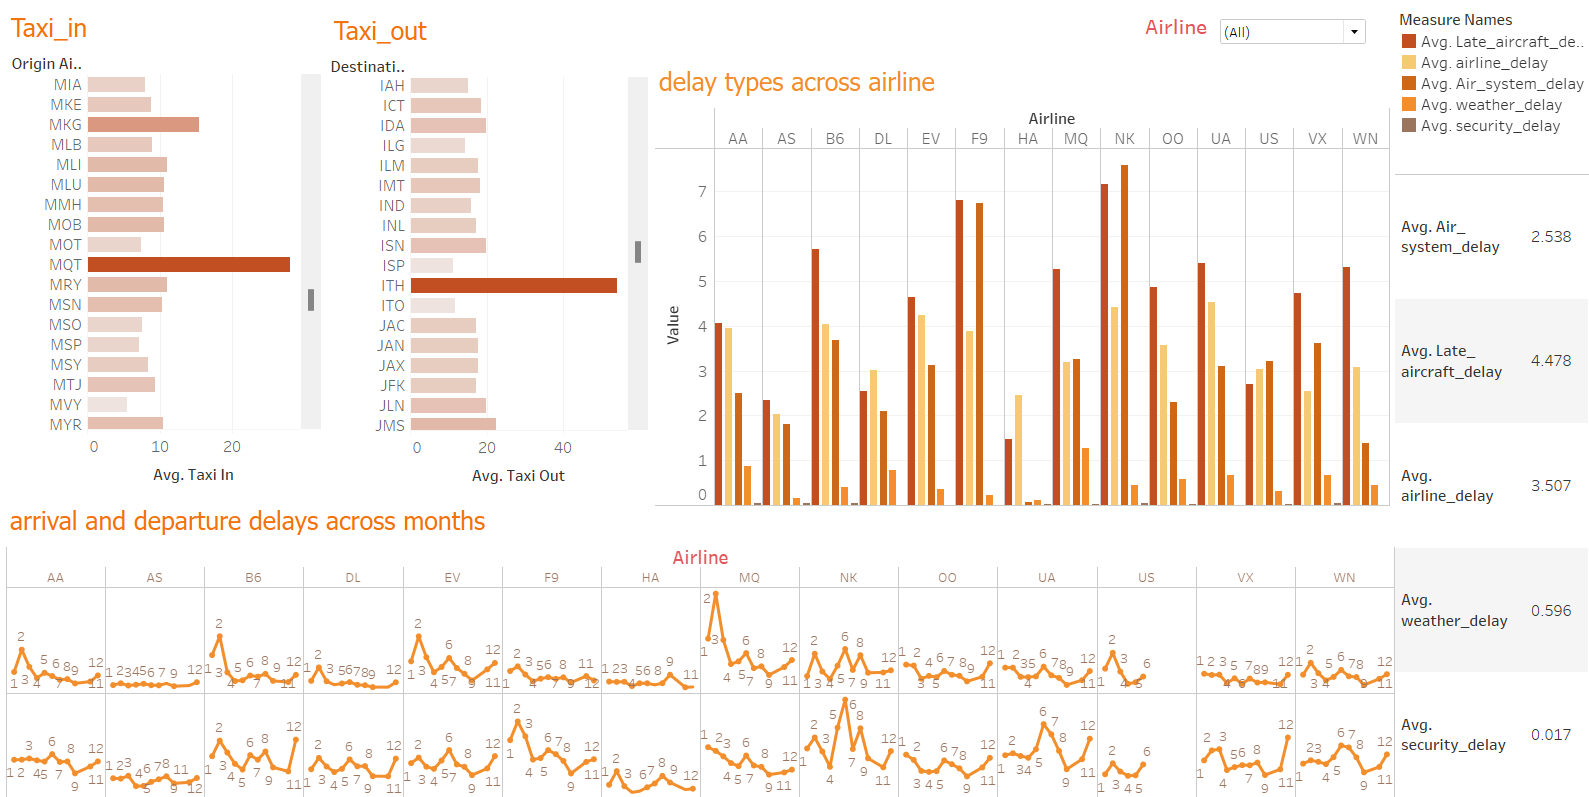 Taxi_in
Origin Ai..
MIA
MKE
MKG
MLB
MLI
MLU
MMH
MOB
MOT
MQT
MRY
MSN
MSO
MSP
MSY
MTJ
MVY
MYR
0 10 20
Avg. Taxi In
Taxi_out
Destinati..
IAH
ICT
IDA
ILG
ILM
IMT
IND
INL
ISN
ISP
ITH
ITO
JAC
JAN
JAX
JFK
JLN
JMS
0 20 40
Avg. Taxi Out
Airline (All)
delay types across airline
Airline
AA AS B6 DL EV F9 HA MQ NK OO UA US VX WN
Value
7
6
5
4
3
2
1
0
Measure Names
Avg. Late_aircraft_de..
Avg. airline_delay
Avg. Air_system_delay
Avg. weather_delay
Avg. security_delay
Avg. Air_
system_delay 2.538
Avg. Late_
aircraft_delay 4.478
Avg.
airline_delay 3.507
Avg.
weather_delay 0.596
Avg.
security_delay 0.017
arrival and departure delays across months
Airline
AA AS B6 DL EV F9 HA MQ NK OO UA US VX WN